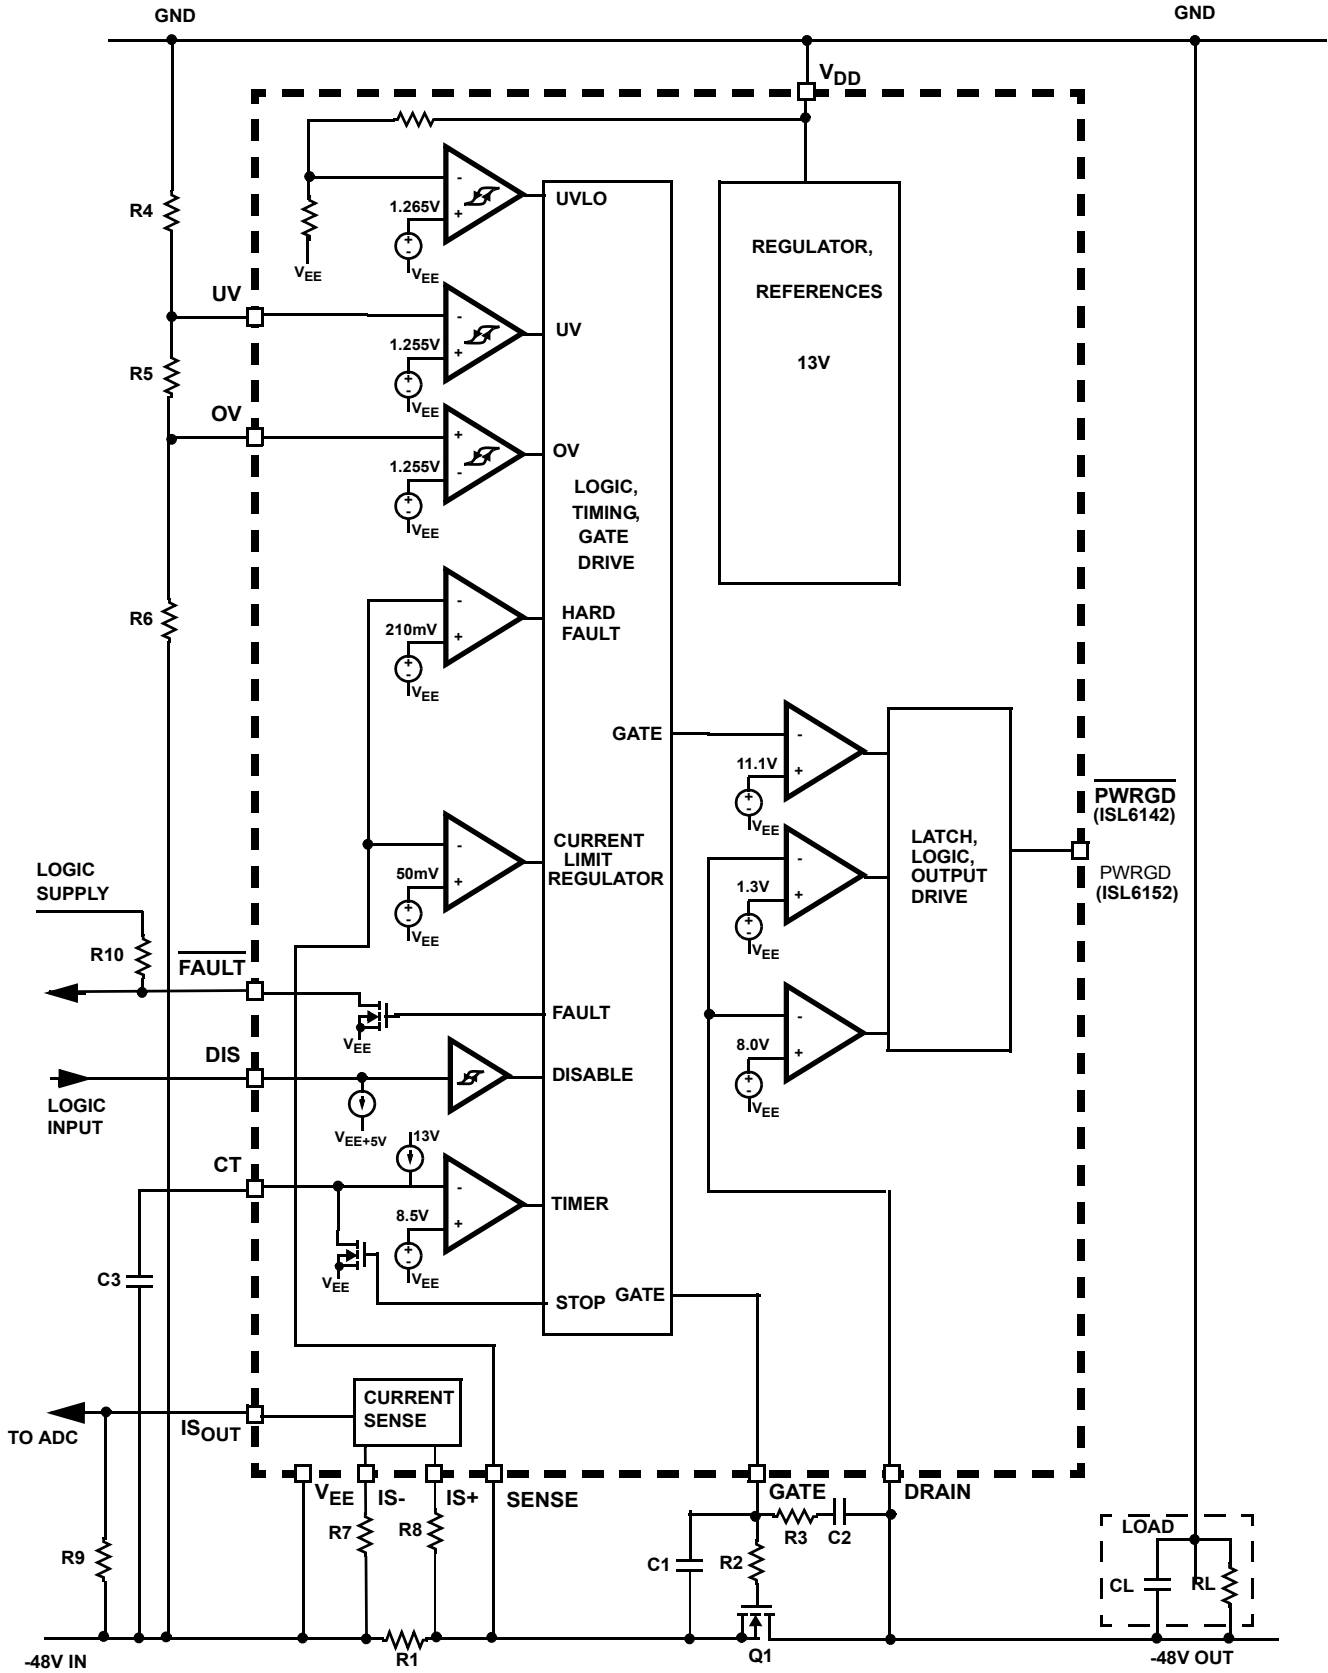 GND
GND
VDD
R4
1.265V
-
+
+
-
VEE
VEE
UVLO
REGULATOR,
REFERENCES
13V
UV
1.255V
-
+
+
-
VEE
UV
R5
OV
1.255V
+
-
+
-
VEE
OV
LOGIC,
TIMING,
GATE
DRIVE
R6
210mV
-
+
+
-
VEE
HARD
FAULT
GATE
11.1V
-
+
+
-
VEE
PWRGD
(ISL6142)
PWRGD
(ISL6152)
LATCH,
LOGIC,
OUTPUT
DRIVE
1.3V
-
+
+
-
VEE
50mV
-
+
+
-
VEE
CURRENT
LIMIT
REGULATOR
LOGIC
SUPPLY
R10
FAULT
VEE
FAULT
8.0V
-
+
+
-
VEE
DIS
LOGIC
INPUT
VEE+5V
DISABLE
CT
13V
8.5V
-
+
+
-
VEE
VEE
TIMER
C3
STOP
GATE
CURRENT
SENSE
TO ADC
ISOUT
VEE
IS-
IS+
SENSE
GATE
DRAIN
R9
R7
R8
C1
R2
R3
C2
LOAD
CL
RL
-48V IN
R1
Q1
-48V OUT